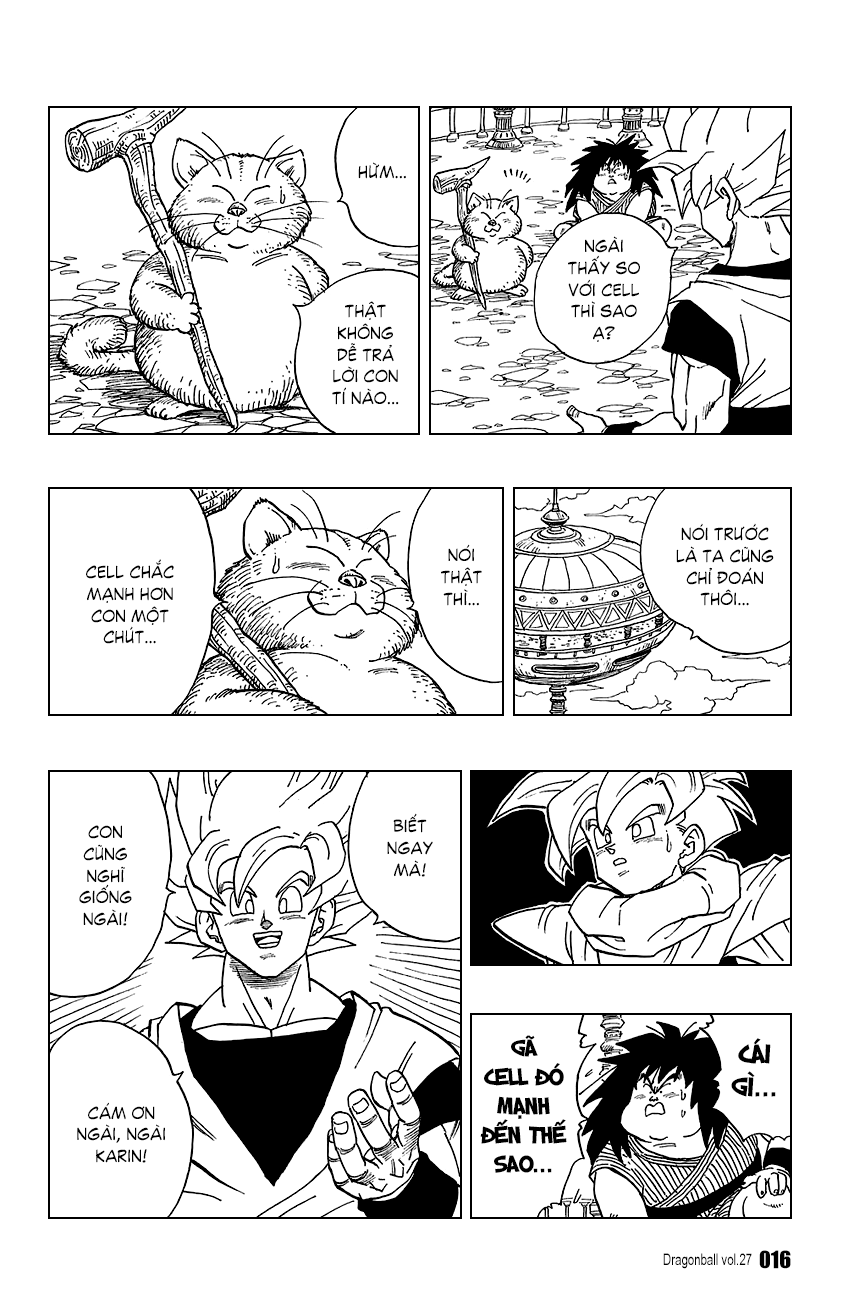 NGÀI
THẤY SO
VỚI CELL
THÌ SAO
Ạ?
HỪM...
THẬT
KHÔNG
DỄ TRẢ
LỜI CON
TÍ NÀO...
NÓI TRƯỚC
LÀ TA CŨNG
CHỈ ĐOÁN
THÔI...
NÓI
THẬT
THÌ...
CELL CHẮC
MẠNH HƠN
CON MỘT
CHÚT...
CÁI
GÌ...
GÃ
CELL ĐÓ
MẠNH
ĐẾN THẾ
SAO...
BIẾT
NGAY
MÀ!
CON
CŨNG
NGHĨ
GIỐNG
NGÀI!
CÁM ƠN
NGÀI, NGÀI
KARIN!
Dragonball vol.27 016